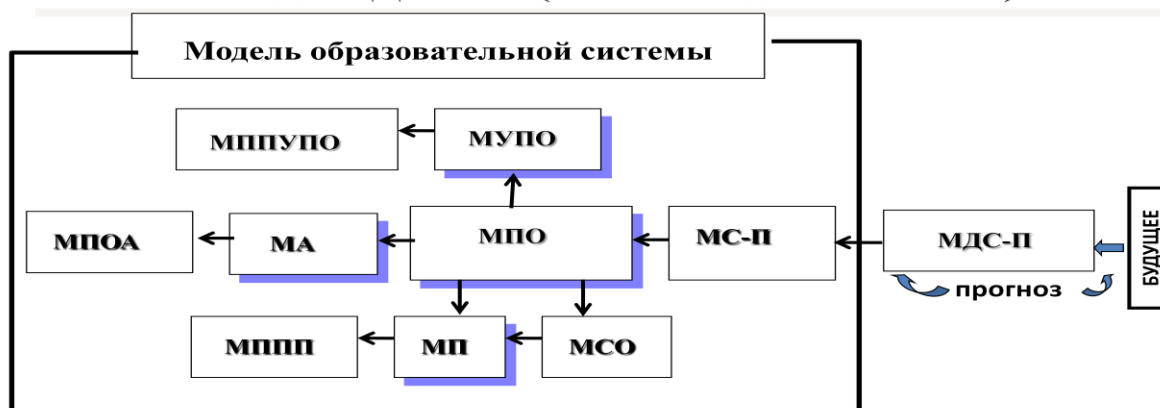 Модель образовательной системы
МППУПО
МУПО
МПОА
МА
МПО
МС-П
МДС-П
БУДУЩЕЕ
прогноз
МППП
МП
МСО